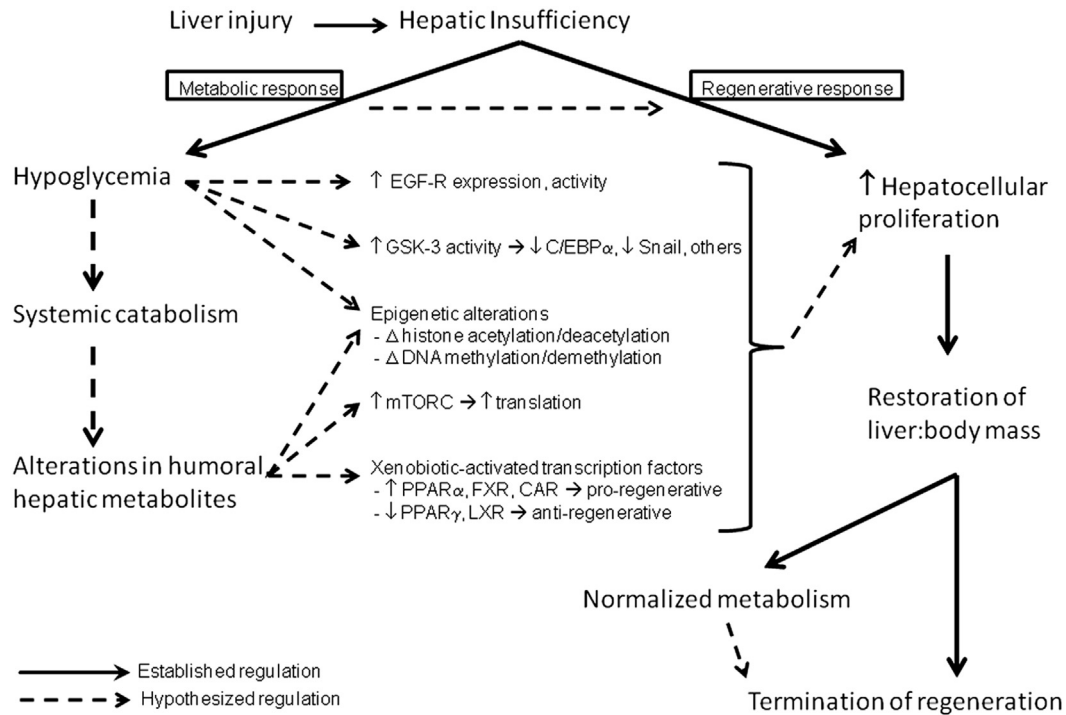 Liver injury → Hepatic Insufficiency
Metabolic response
Regenerative response
Hypoglycemia
↑ EGF-R expression, activity
↑ Hepatocellular
proliferation
↑ GSK-3 activity → ↓ C/EBPα, ↓ Snail, others
Systemic catabolism
Epigenetic alterations
- Δ histone acetylation/deacetylation
- Δ DNA methylation/demethylation
↑ mTORC → ↑ translation
Restoration of
liver:body mass
Alterations in humoral
hepatic metabolites
Xenobiotic-activated transcription factors
- ↑ PPARα, FXR, CAR → pro-regenerative
- ↓ PPARγ, LXR → anti-regenerative
Normalized metabolism
Established regulation
Hypothesized regulation
Termination of regeneration